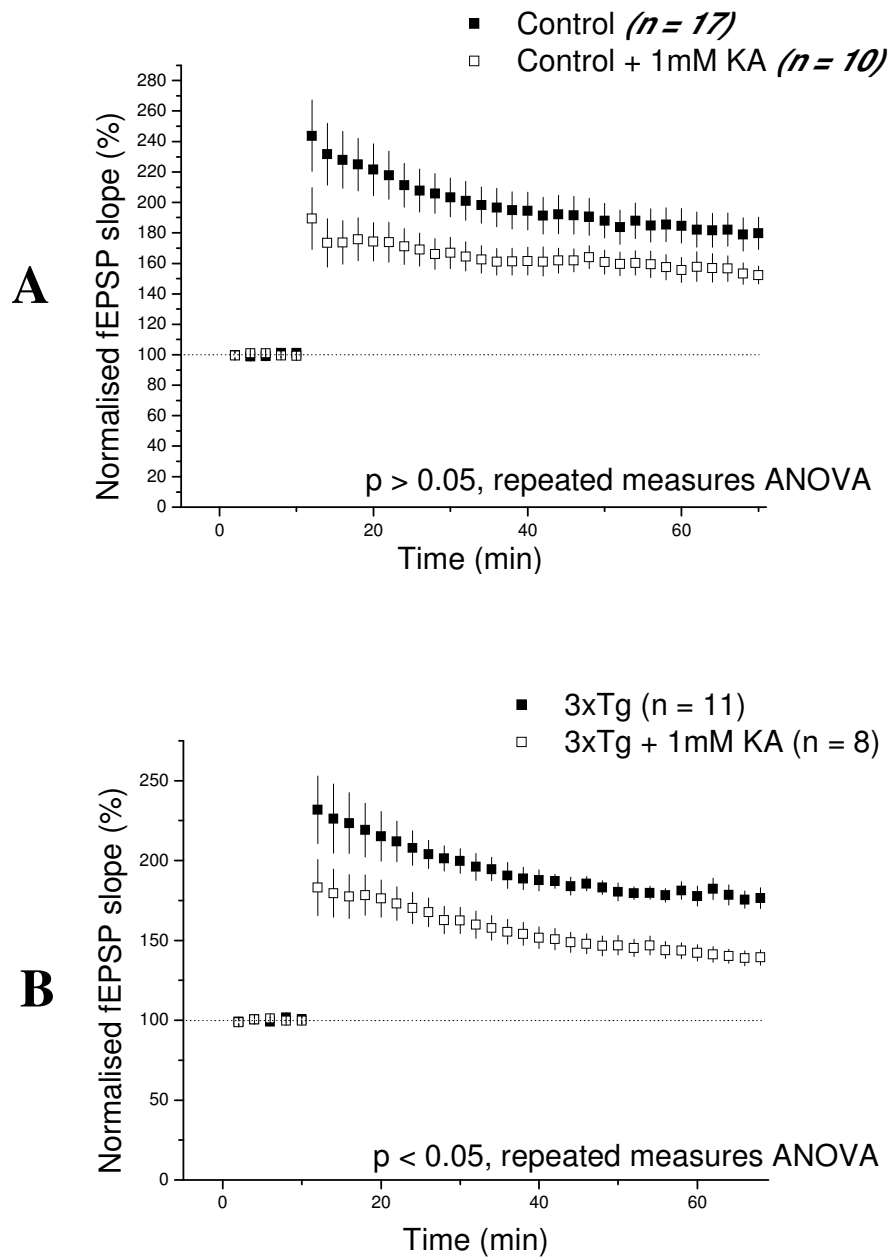 Control (n = 17)
Control + 1mM KA (n = 10)
280
260
240
220
200
180
160
140
120
100
80
60
40
20
0
Normalised fEPSP slope (%)
A
p > 0.05, repeated measures ANOVA
0
20
40
60
Time (min)
3xTg (n = 11)
3xTg + 1mM KA (n = 8)
250
200
150
100
50
0
Normalised fEPSP slope (%)
B
p < 0.05, repeated measures ANOVA
0
20
40
60
Time (min)